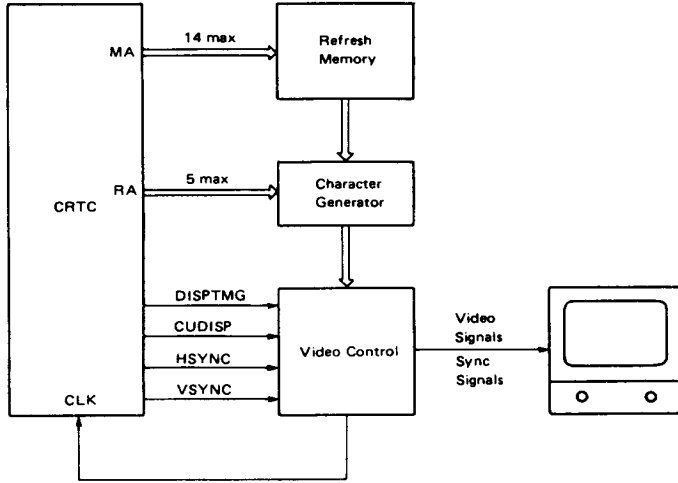 MA
14 max
Refresh
Memory
RA
5 max
Character
Generator
CRTC
DISPTMG
CUDISP
HSYNC
VSYNC
CLK
Video Control
Video
Signals
Sync
Signals